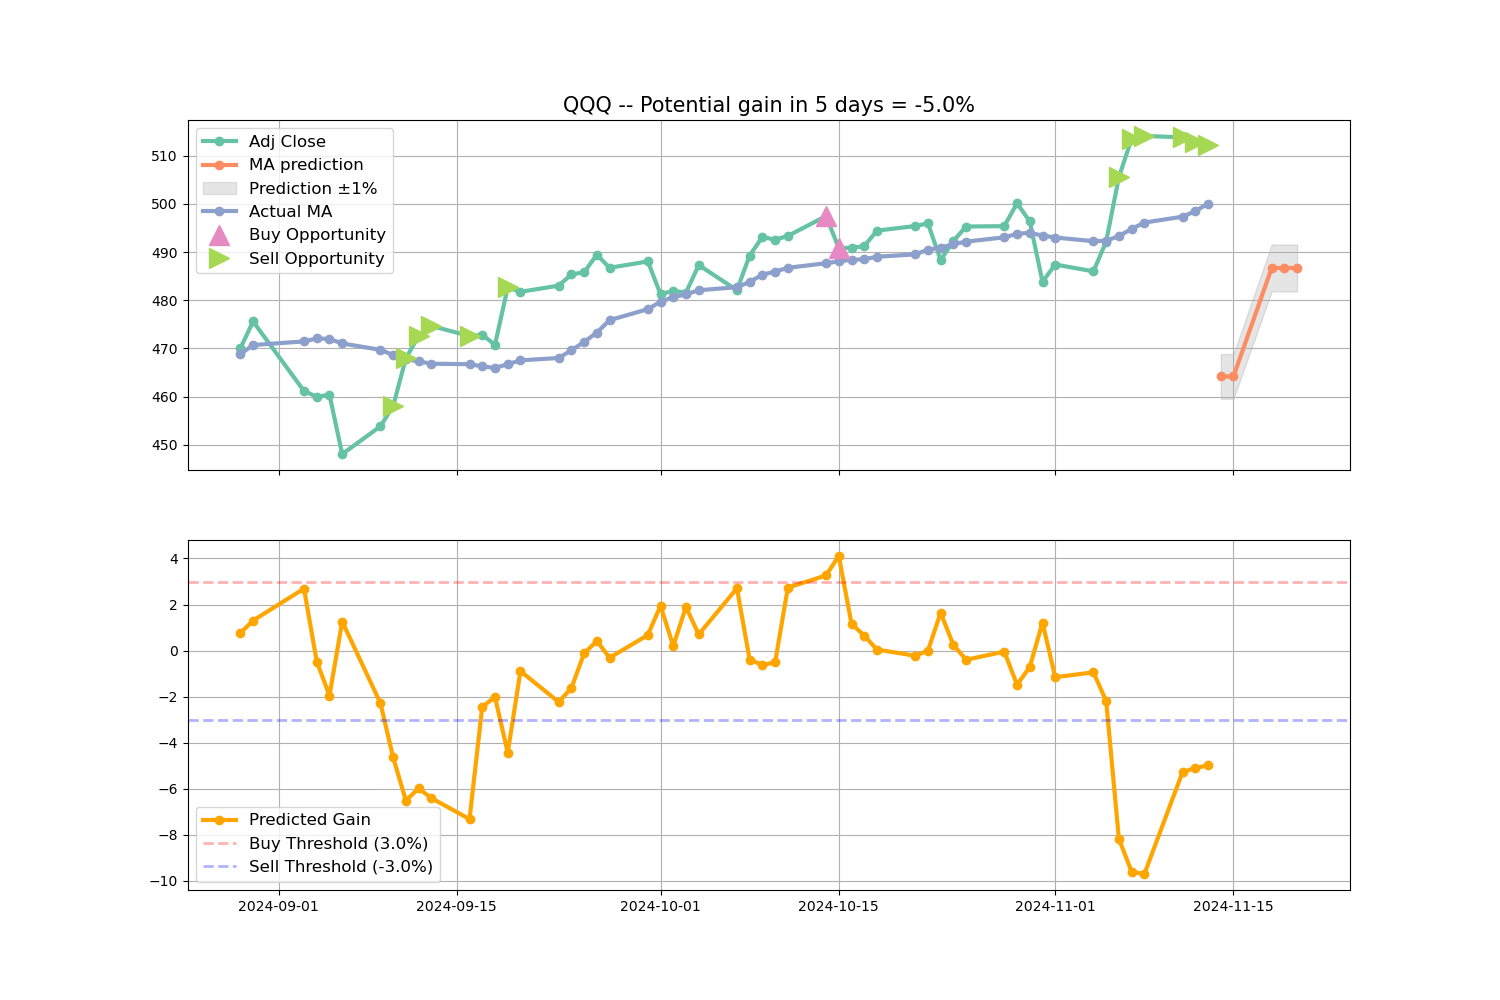 QQQ -- Potential gain in 5 days = -5.0%
Adj Close
MA prediction
Prediction ±1%
Actual MA
Buy Opportunity
Sell Opportunity
510
500
490
480
470
460
450
4
2
0
−2
−4
−6
−8
−10
Predicted Gain
Buy Threshold (3.0%)
Sell Threshold (-3.0%)
2024-09-01 2024-09-15 2024-10-01 2024-10-15 2024-11-01 2024-11-15